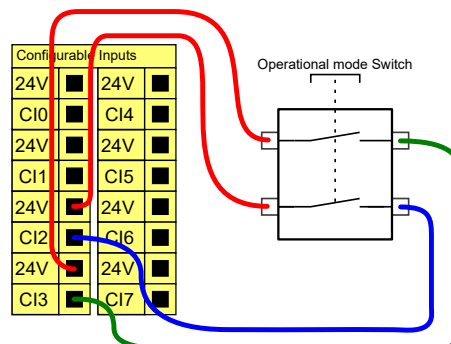 Configurable Inputs
Operational mode Switch
24V 24V
CI0 CI4
24V 24V
CI1 CI5
24V 24V
CI2 CI6
24V 24V
CI3 CI7